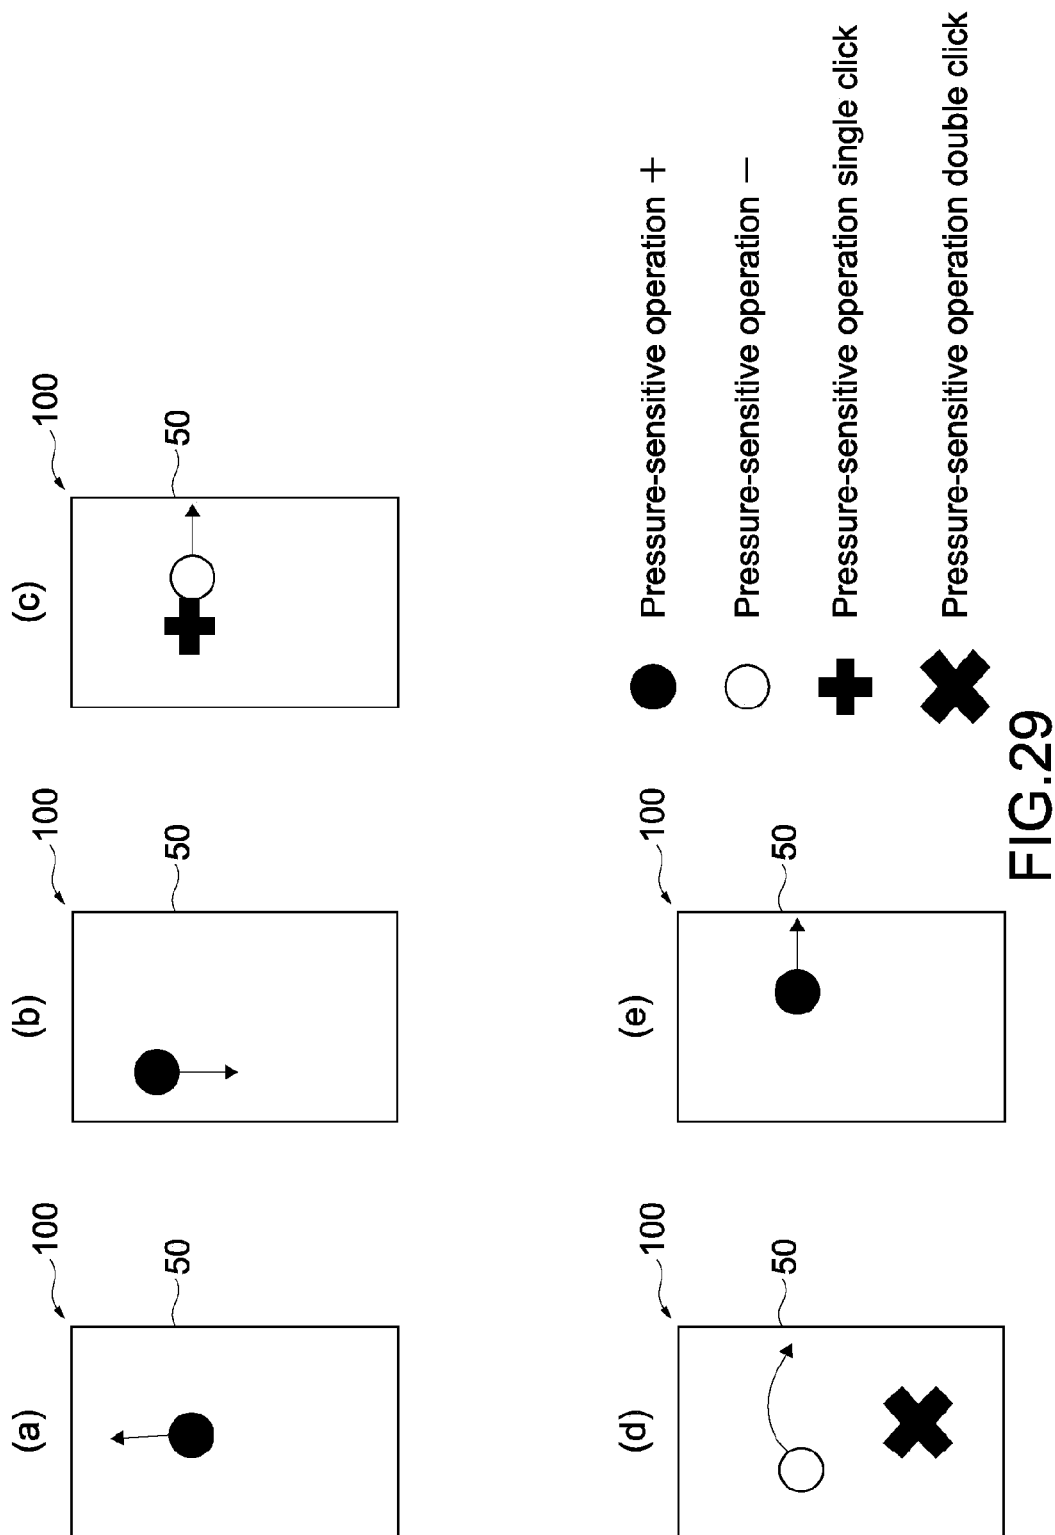 (a)
100
50
(b)
100
50
(c)
100
50
(d)
100
50
(e)
100
50
Pressure-sensitive operation +
Pressure-sensitive operation −
Pressure-sensitive operation single click
Pressure-sensitive operation double click
FIG.29